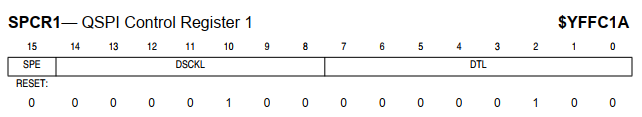 SPCR1— QSPI Control Register 1 $YFFC1A
15 14 13 12 11 10 9 8 7 6 5 4 3 2 1 0
SPE DSCKL DTL
RESET:
0 0 0 0 0 1 0 0 0 0 0 0 0 1 0 0